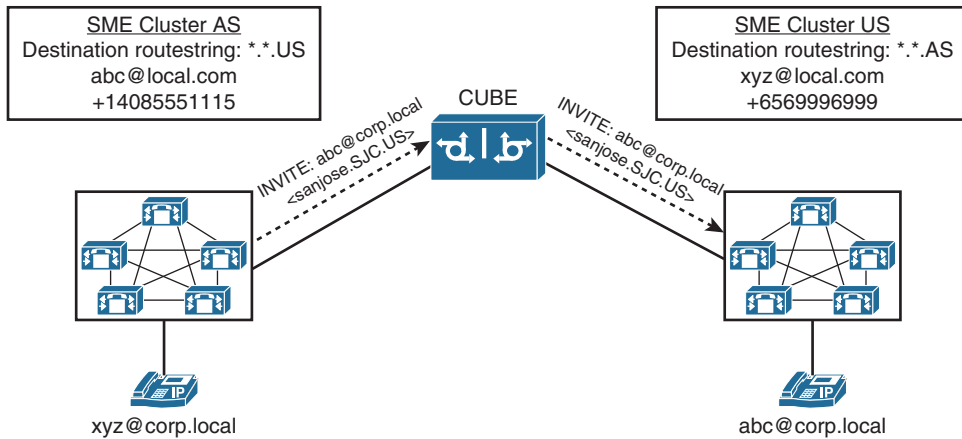 SME Cluster AS
Destination routestring: *.*.US
abc@local.com
+14085551115
SME Cluster US
Destination routestring: *.*.AS
xyz@local.com
+6569996999
CUBE
INVITE: abc@corp.local
<sanjose.SJC.US>
INVITE: abc@corp.local
<sanjose.SJC.US>
IP
xyz@corp.local
IP
abc@corp.local